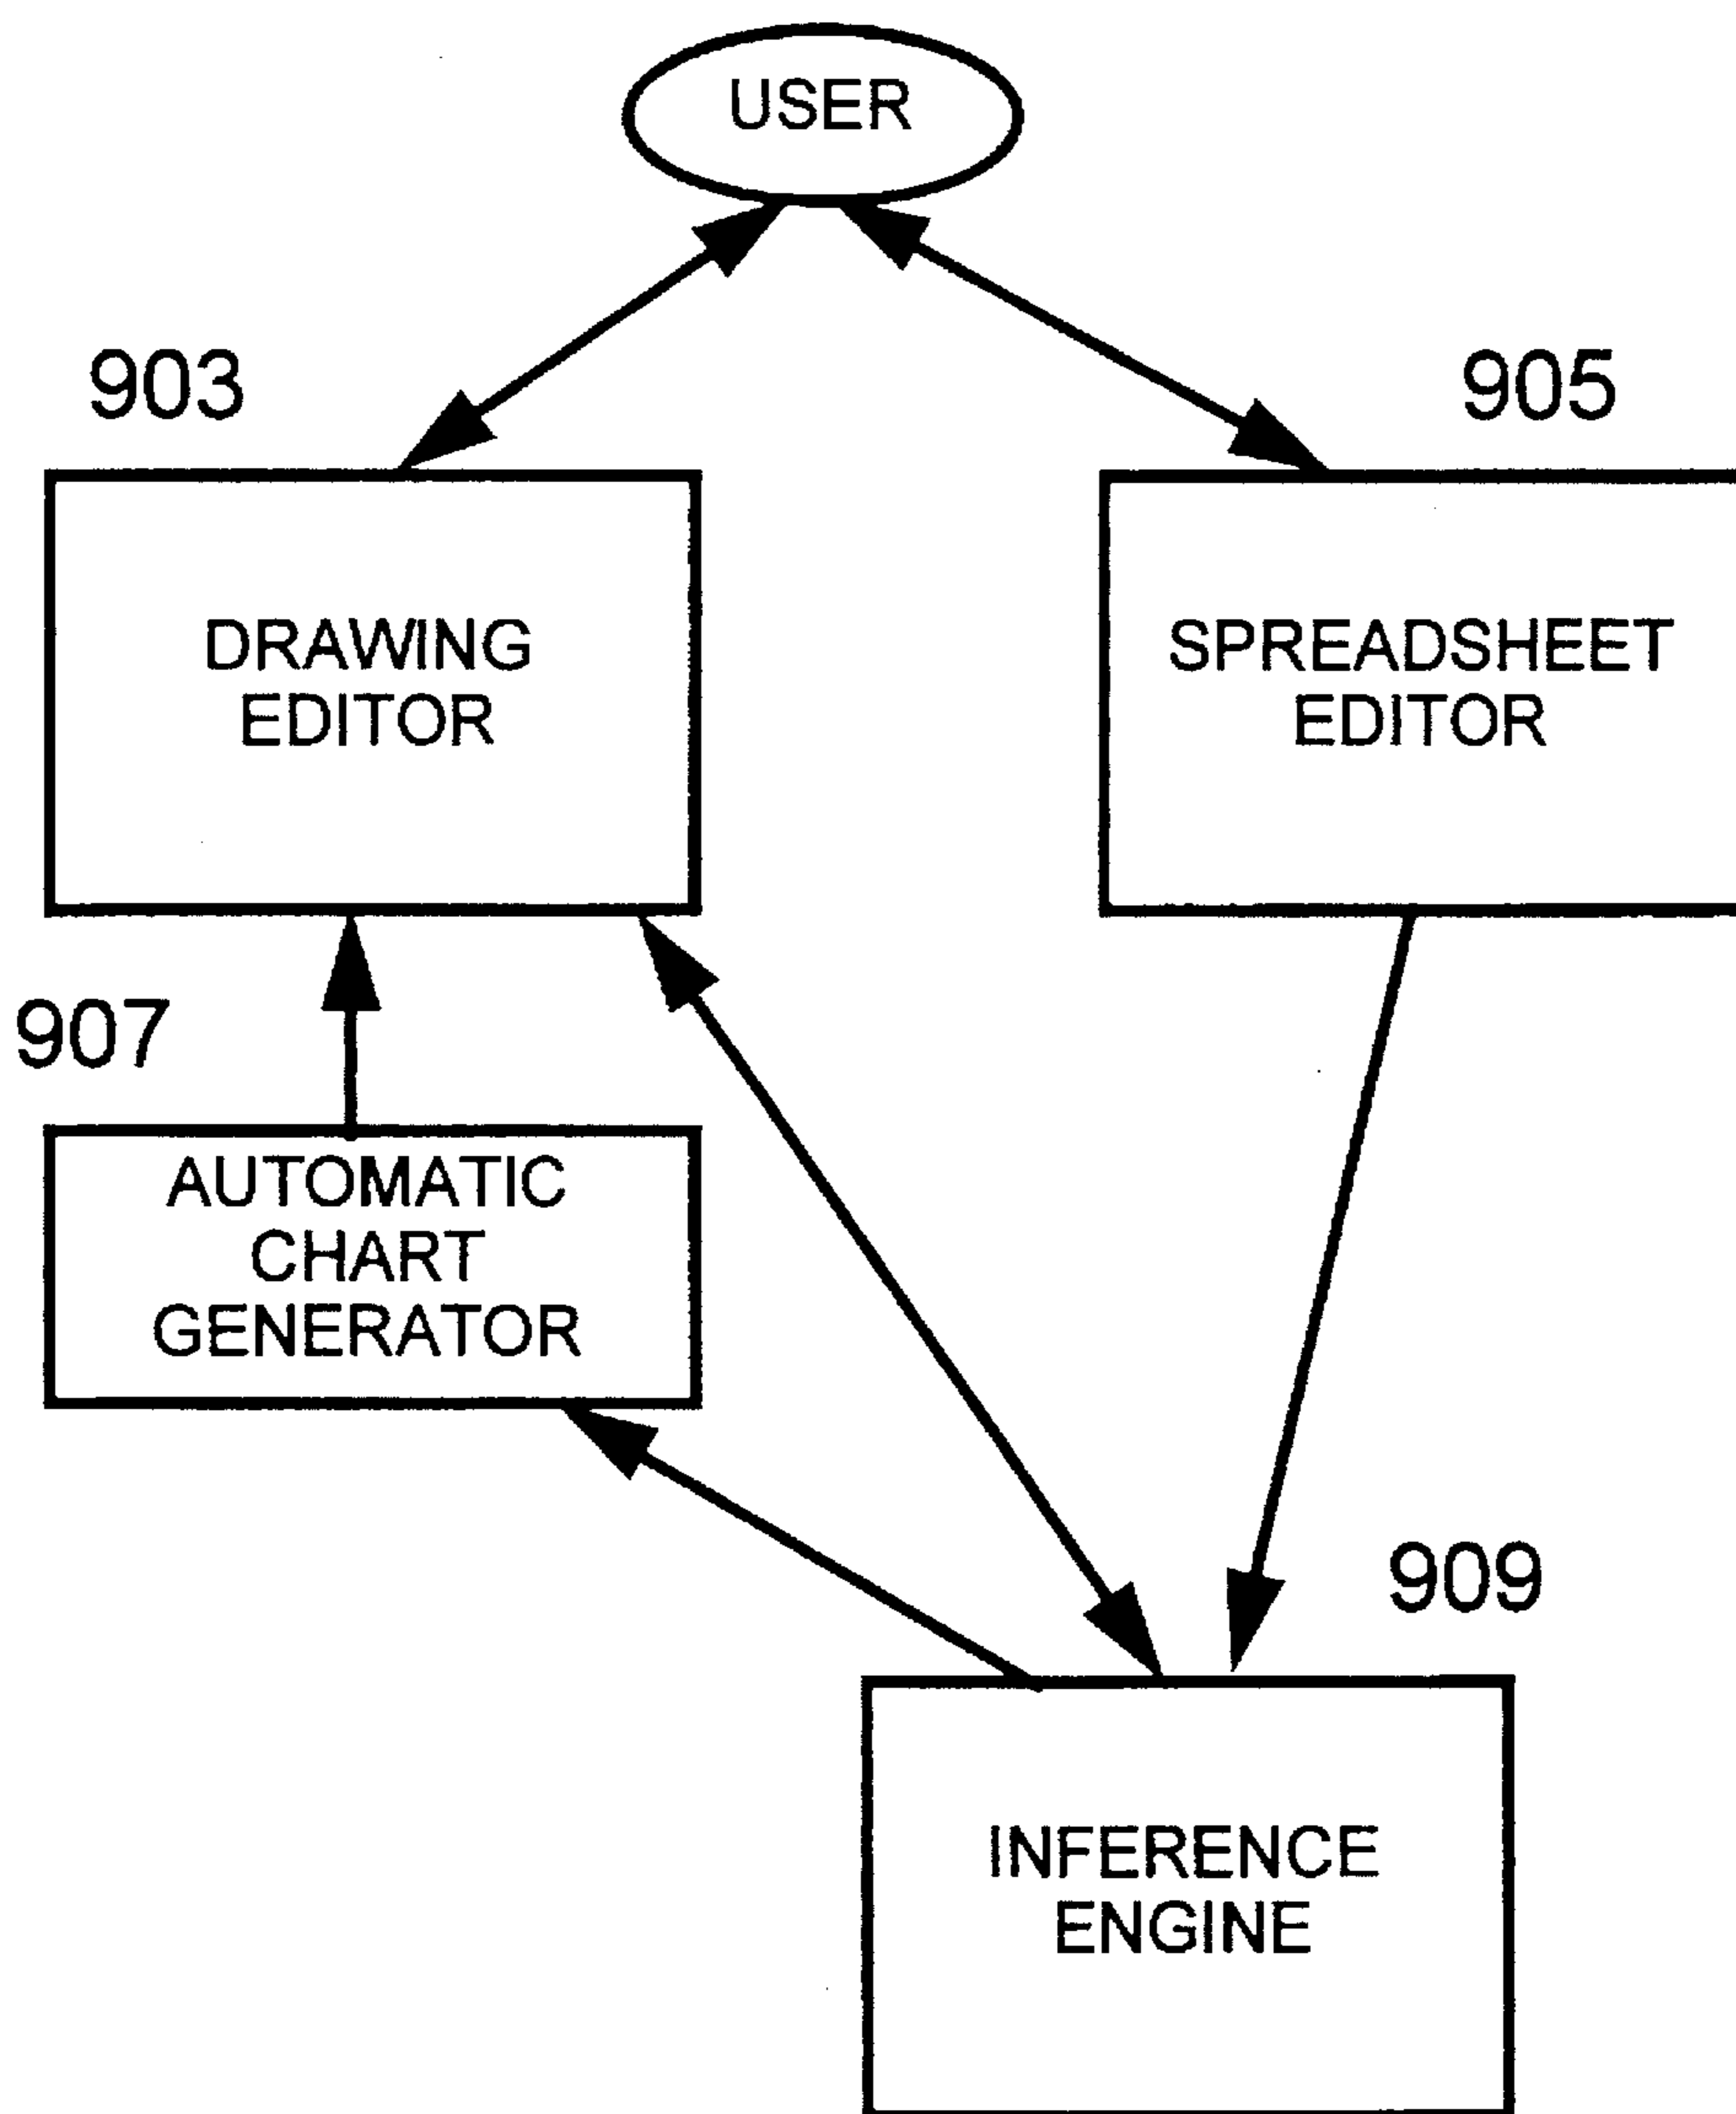 USER
903
905
DRAWING
EDITOR
SPREADSHEET
EDITOR
907
AUTOMATIC
CHART
GENERATOR
909
INFERENCE
ENGINE